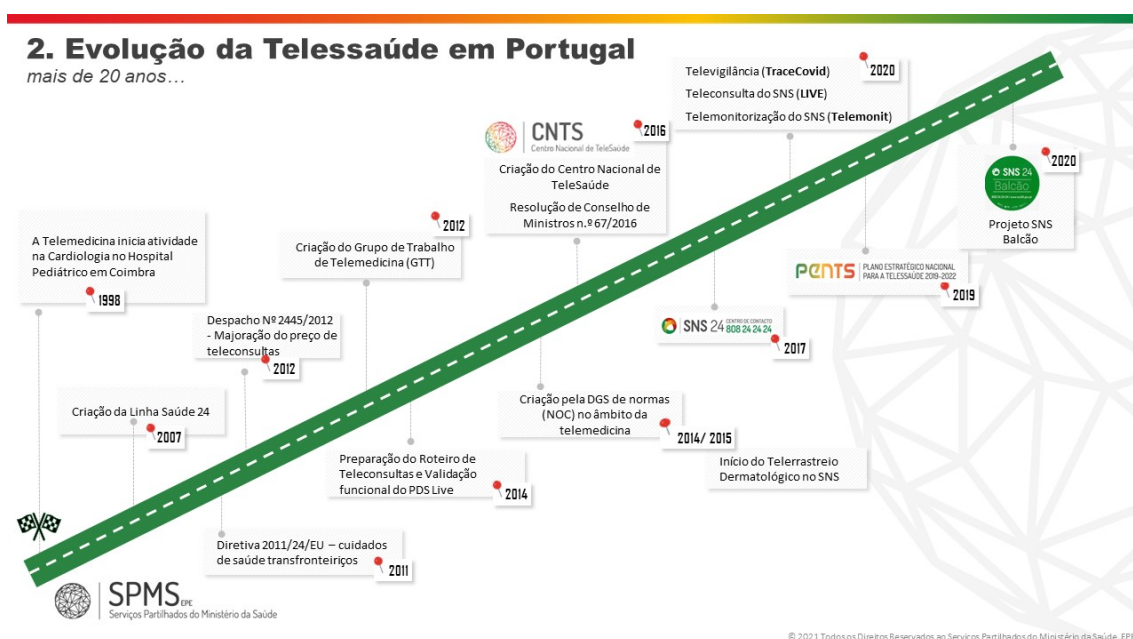 2. Evolução da Telessaúde em Portugal
mais de 20 anos…
A Telemedicina inicia atividade
na Cardiologia no Hospital
Pediátrico em Coimbra
1998
Criação da Linha Saúde 24
2007
Despacho Nº 2445/2012
- Majoração do preço de
teleconsultas
2012
Diretiva 2011/24/EU – cuidados
de saúde transfronteiriços
2011
Criação do Grupo de Trabalho
de Telemedicina (GTT)
2012
Preparação do Roteiro de
Teleconsultas e Validação
funcional do PDS Live
2014
CNTS
Centro Nacional de TeleSaúde
2016
Criação do Centro Nacional de
TeleSaúde
Resolução de Conselho de
Ministros n.º 67/2016
Criação pela DGS de normas
(NOC) no âmbito da
telemedicina
2014/ 2015
Início do Telerrastreio
Dermatológico no SNS
Televigilância (TraceCovid)
Teleconsulta do SNS (LIVE)
Telemonitorização do SNS (Telemonit)
2020
SNS 24
CENTRO DE CONTACTO
808 24 24 24
2017
PENTS
PLANO ESTRATÉGICO NACIONAL
PARA A TELESSAÚDE 2019-2022
2019
SNS 24
Balcão
2020
Projeto SNS
Balcão
SPMS EPE
Serviços Partilhados do Ministério da Saúde
© 2021 Todos os Direitos Reservados ao Serviços Partilhados do Ministério da Saúde, EPE